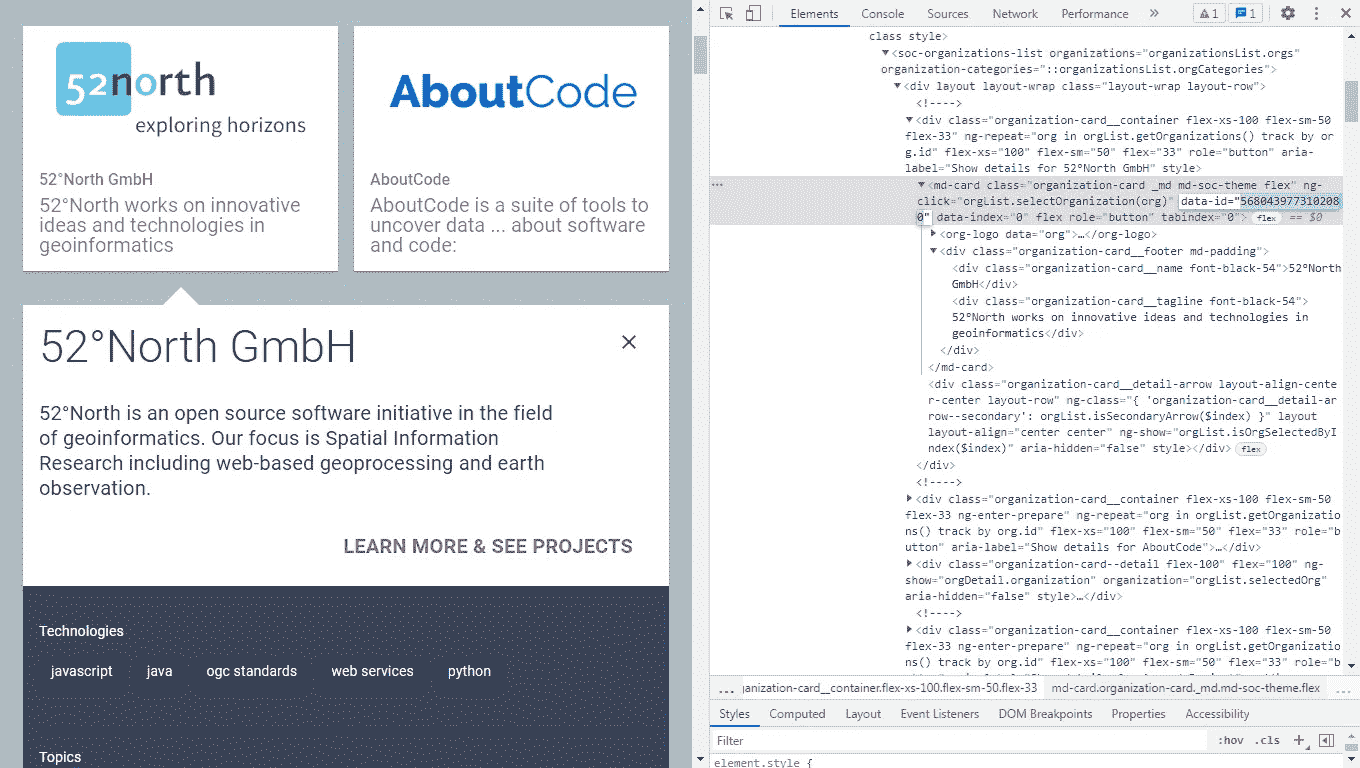 52north
exploring horizons
52°North GmbH
52°North works on innovative
ideas and technologies in
geoinformatics
AboutCode
AboutCode
AboutCode is a suite of tools to
uncover data ... about software
and code:
52°North GmbH
52°North is an open source software initiative in the field
of geoinformatics. Our focus is Spatial Information
Research including web-based geoprocessing and earth
observation.
LEARN MORE & SEE PROJECTS
Technologies
javascript java ogc standards web services python
Topics
Elements Console Sources Network Performance » 1 1
class style>
<soc-organizations-list organizations="organizationsList.orgs"
organization-categories="::organizationsList.orgCategories">
<div layout layout-wrap class="layout-wrap layout-row">
<!---->
<div class="organization-card__container flex-xs-100 flex-sm-50
flex-33" ng-repeat="org in orgList.getOrganizations() track by or
g.id" flex-xs="100" flex-sm="50" flex="33" role="button" aria-
label="Show details for 52°North GmbH" style>
<md-card class="organization-card _md md-soc-theme flex" ng-
click="orgList.selectOrganization(org)" data-id="568043977310208
0" data-index="0" flex role="button" tabindex="0"> flex == $0
<org-logo data="org">…</org-logo>
<div class="organization-card__footer md-padding">
<div class="organization-card__name font-black-54">52°North
GmbH</div>
<div class="organization-card__tagline font-black-54">
52°North works on innovative ideas and technologies in
geoinformatics</div>
</div>
</md-card>
<div class="organization-card__detail-arrow layout-align-cente
r-center layout-row" ng-class="{ 'organization-card__detail-ar
row--secondary': orgList.isSecondaryArrow($index) }" layout
layout-align="center center" ng-show="orgList.isOrgSelectedByI
ndex($index)" aria-hidden="false" style></div> flex
</div>
<!---->
<div class="organization-card__container flex-xs-100 flex-sm-50
flex-33 ng-enter-prepare" ng-repeat="org in orgList.getOrganizatio
ns() track by org.id" flex-xs="100" flex-sm="50" flex="33" role="b
utton" aria-label="Show details for AboutCode">…</div>
<div class="organization-card--detail flex-100" flex="100" ng-
show="orgDetail.organization" organization="orgList.selectedOrg"
aria-hidden="false" style>…</div>
<!---->
<div class="organization-card__container flex-xs-100 flex-sm-50
flex-33 ng-enter-prepare" ng-repeat="org in orgList.getOrganizatio
ns() track by org.id" flex-xs="100" flex-sm="50" flex="33" role="b
... ganization-card__container.flex-xs-100.flex-sm-50.flex-33 md-card.organization-card._md.md-soc-theme.flex ...
Styles Computed Layout Event Listeners DOM Breakpoints Properties Accessibility
Filter :hov .cls +
element.style {